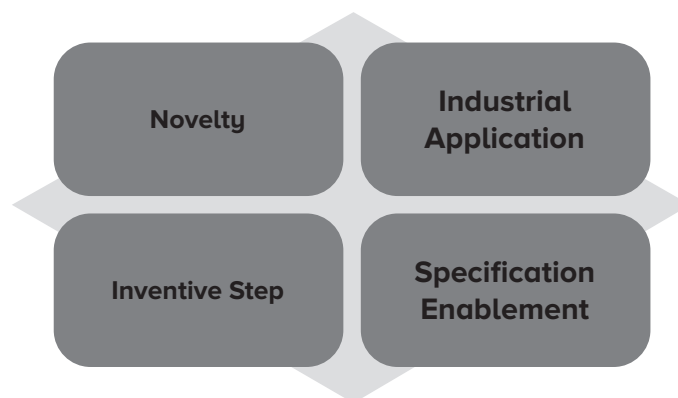 Novelty
Industrial
Application
Inventive Step
Specification
Enablement